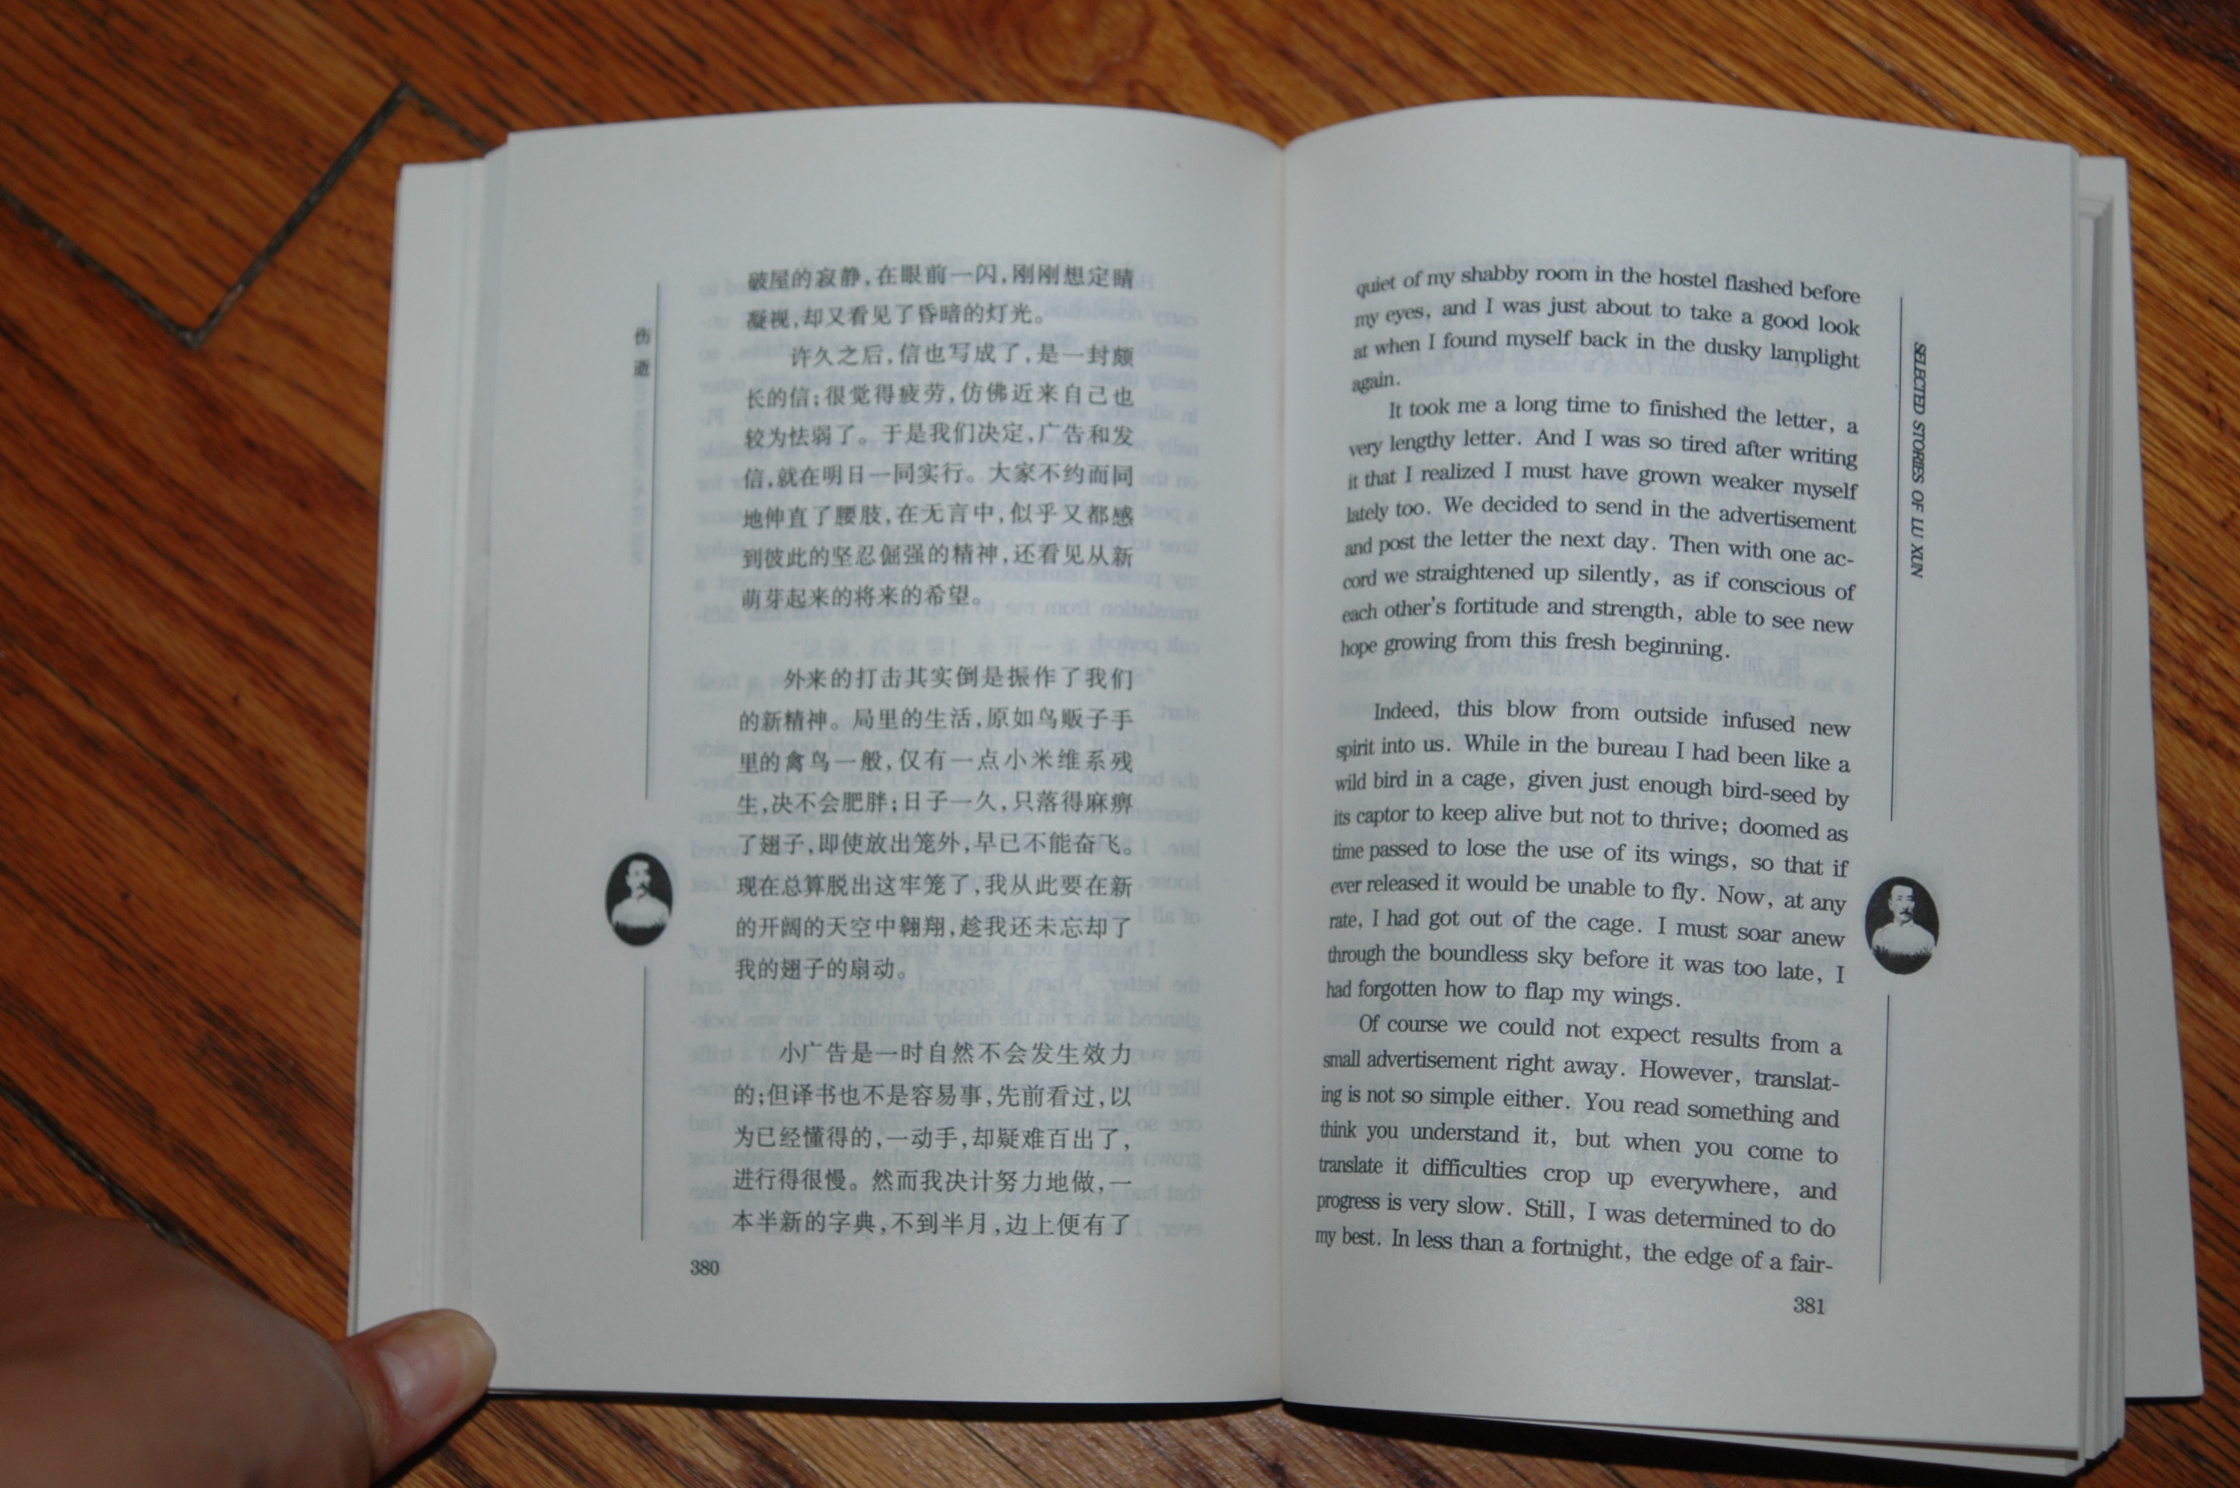 伤逝
破屋的寂静,在眼前一闪,刚刚想定睛
凝视,却又看见了昏暗的灯光。
许久之后,信也写成了,是一封颇
长的信;很觉得疲劳,仿佛近来自己也
较为怯弱了。于是我们决定,广告和发
信,就在明日一同实行。大家不约而同
地伸直了腰肢,在无言中,似乎又都感
到彼此的坚忍倔强的精神,还看见从新
萌芽起来的将来的希望。
外来的打击其实倒是振作了我们
的新精神。局里的生活,原如鸟贩子手
里的禽鸟一般,仅有一点小米维系残
生,决不会肥胖;日子一久,只落得麻痹
了翅子,即使放出笼外,早已不能奋飞。
现在总算脱出这牢笼了,我从此要在新
的开阔的天空中翱翔,趁我还未忘却了
我的翅子的扇动。
小广告是一时自然不会发生效力
的;但译书也不是容易事,先前看过,以
为已经懂得的,一动手,却疑难百出了,
进行得很慢。然而我决计努力地做,一
本半新的字典,不到半月,边上便有了
380
quiet of my shabby room in the hostel flashed before
my eyes, and I was just about to take a good look
at when I found myself back in the dusky lamplight
again.
It took me a long time to finished the letter, a
very lengthy letter. And I was so tired after writing
it that I realized I must have grown weaker myself
lately too. We decided to send in the advertisement
and post the letter the next day. Then with one ac-
cord we straightened up silently, as if conscious of
each other's fortitude and strength, able to see new
hope growing from this fresh beginning.
Indeed, this blow from outside infused new
spirit into us. While in the bureau I had been like a
wild bird in a cage, given just enough bird-seed by
its captor to keep alive but not to thrive; doomed as
time passed to lose the use of its wings, so that if
ever released it would be unable to fly. Now, at any
rate, I had got out of the cage. I must soar anew
through the boundless sky before it was too late, I
had forgotten how to flap my wings.
Of course we could not expect results from a
small advertisement right away. However, translat-
ing is not so simple either. You read something and
think you understand it, but when you come to
translate it difficulties crop up everywhere, and
progress is very slow. Still, I was determined to do
my best. In less than a fortnight, the edge of a fair-
381
SELECTED STORIES OF LU XUN